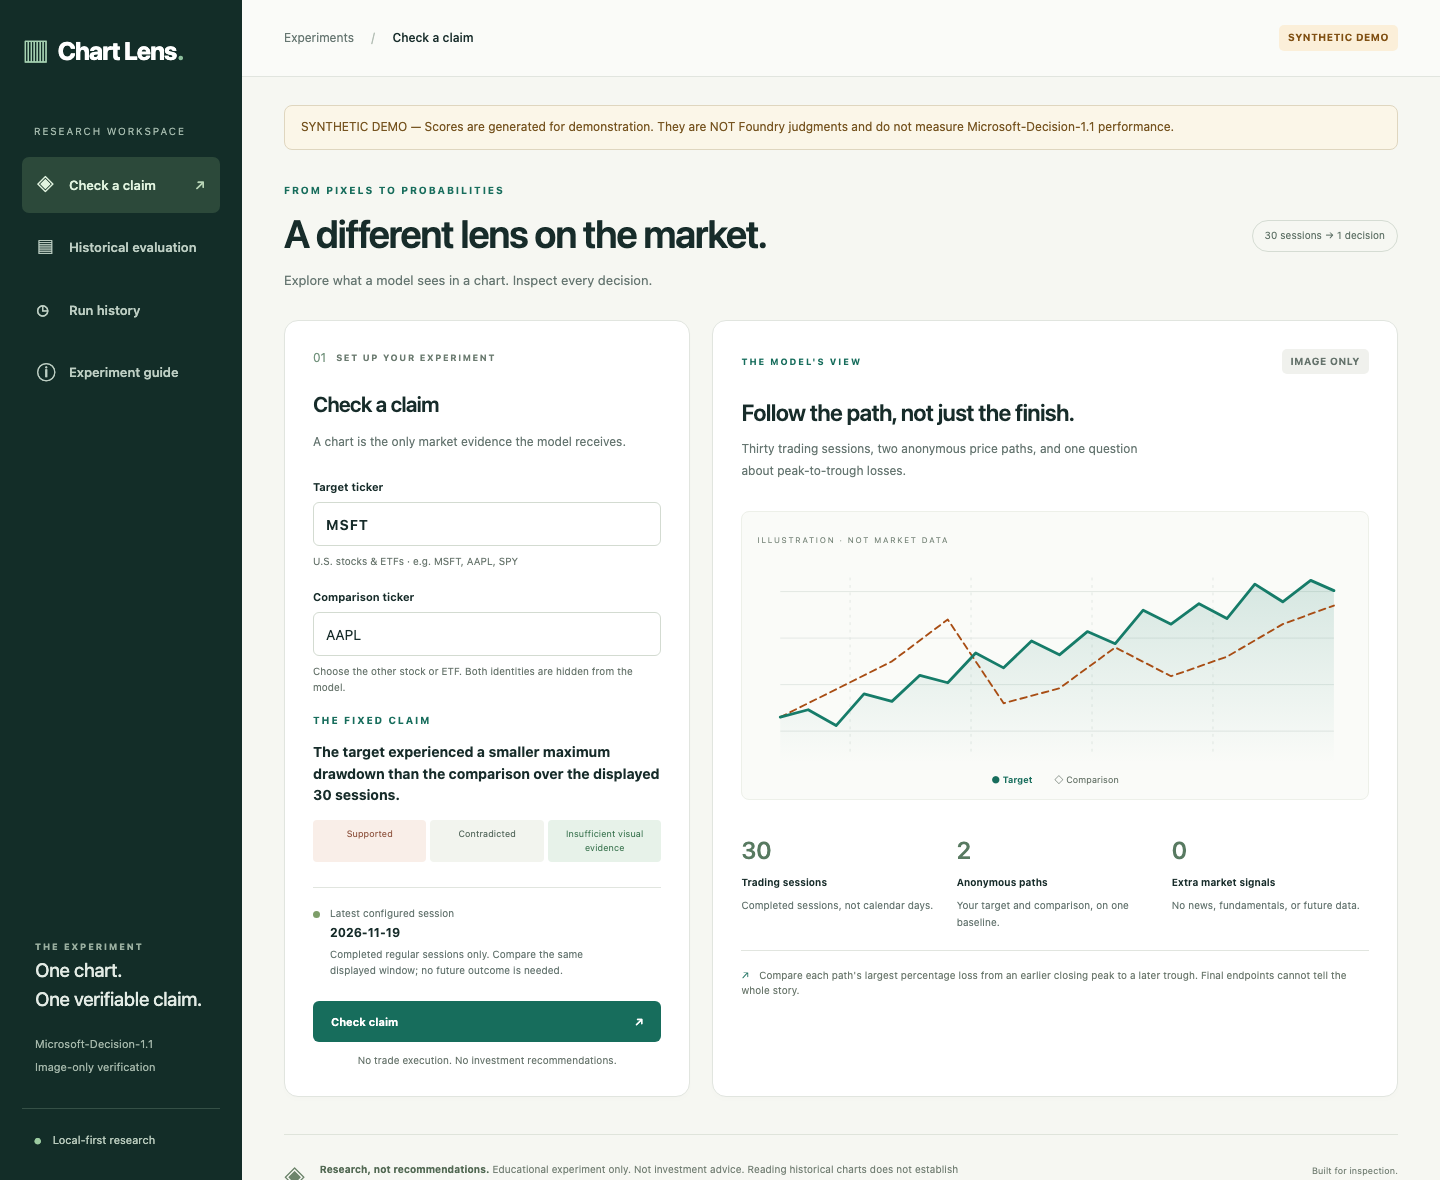 Chart Lens.
RESEARCH WORKSPACE
Check a claim
Historical evaluation
Run history
Experiment guide
THE EXPERIMENT
One chart.
One verifiable claim.
Microsoft-Decision-1.1
Image-only verification
Local-first research
Experiments / Check a claim
SYNTHETIC DEMO
SYNTHETIC DEMO — Scores are generated for demonstration. They are NOT Foundry judgments and do not measure Microsoft-Decision-1.1 performance.
FROM PIXELS TO PROBABILITIES
A different lens on the market.
30 sessions → 1 decision
Explore what a model sees in a chart. Inspect every decision.
01 SET UP YOUR EXPERIMENT
Check a claim
A chart is the only market evidence the model receives.
Target ticker
MSFT
U.S. stocks & ETFs · e.g. MSFT, AAPL, SPY
Comparison ticker
AAPL
Choose the other stock or ETF. Both identities are hidden from the
model.
THE FIXED CLAIM
The target experienced a smaller maximum
drawdown than the comparison over the displayed
30 sessions.
Supported
Contradicted
Insufficient visual
evidence
Latest configured session
2026-11-19
Completed regular sessions only. Compare the same
displayed window; no future outcome is needed.
Check claim
No trade execution. No investment recommendations.
THE MODEL'S VIEW
IMAGE ONLY
Follow the path, not just the finish.
Thirty trading sessions, two anonymous price paths, and one question
about peak-to-trough losses.
ILLUSTRATION · NOT MARKET DATA
Target
Comparison
30
Trading sessions
Completed sessions, not calendar days.
2
Anonymous paths
Your target and comparison, on one
baseline.
0
Extra market signals
No news, fundamentals, or future data.
Compare each path's largest percentage loss from an earlier closing peak to a later trough. Final endpoints cannot tell the
whole story.
Research, not recommendations. Educational experiment only. Not investment advice. Reading historical charts does not establish
Built for inspection.